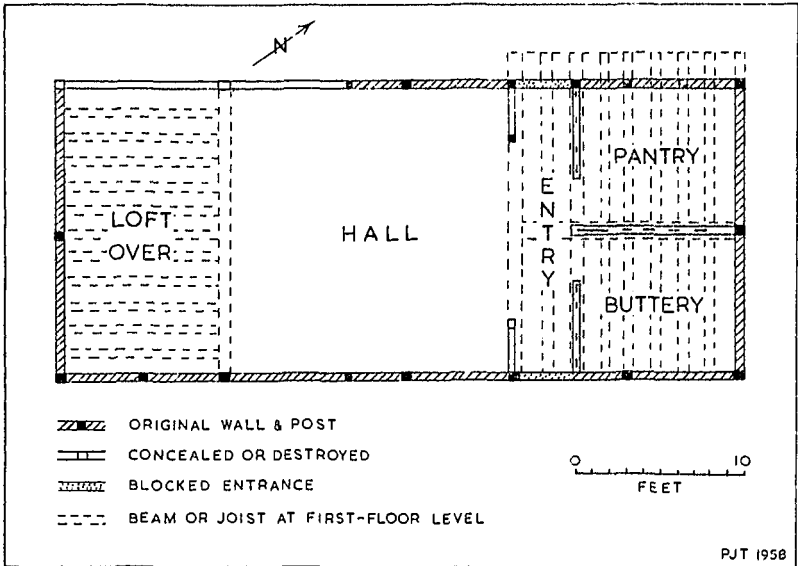 N
PANTRY
LOFT
OVER
HALL
ENTRY
BUTTERY
ORIGINAL WALL & POST
CONCEALED OR DESTROYED
BLOCKED ENTRANCE
BEAM OR JOIST AT FIRST-FLOOR LEVEL
0 10
FEET
PJT 1958